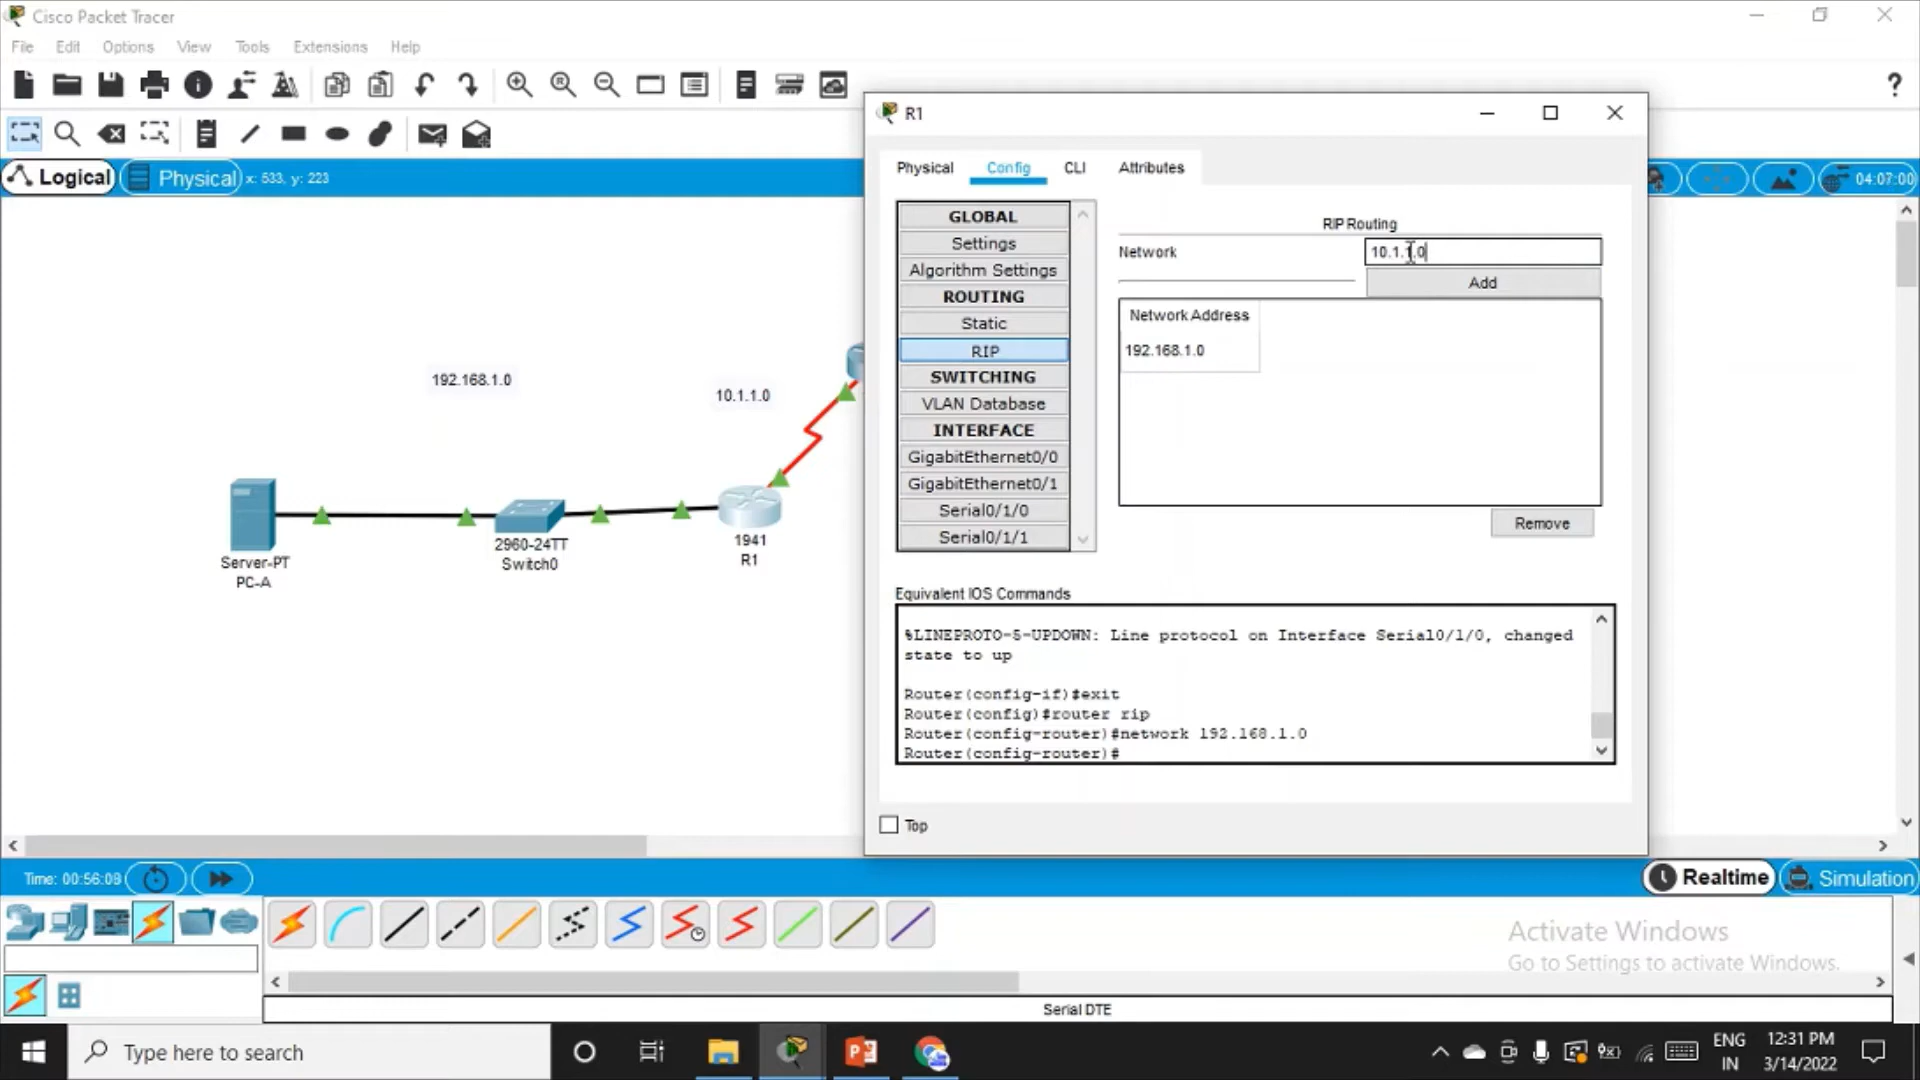 Cisco Packet Tracer
File Edit Options View Tools Extensions Help
?
R1
Logical
Physical
x: 533, y: 223
04:07:00
Physical Config CLI Attributes
GLOBAL
Settings
Algorithm Settings
ROUTING
Static
RIP
SWITCHING
VLAN Database
INTERFACE
GigabitEthernet0/0
GigabitEthernet0/1
Serial0/1/0
Serial0/1/1
RIP Routing
Network
10.1.1.0
Add
Network Address
192.168.1.0
Remove
Equivalent IOS Commands
%LINEPROTO-5-UPDOWN: Line protocol on Interface Serial0/1/0, changed
state to up
Router(config-if)#exit
Router(config)#router rip
Router(config-router)#network 192.168.1.0
Router(config-router)#
Top
192.168.1.0
10.1.1.0
Server-PT
PC-A
2960-24TT
Switch0
1941
R1
Time: 00:56:09
Realtime
Simulation
Activate Windows
Go to Settings to activate Windows.
Serial DTE
Type here to search
ENG
IN
12:31 PM
3/14/2022